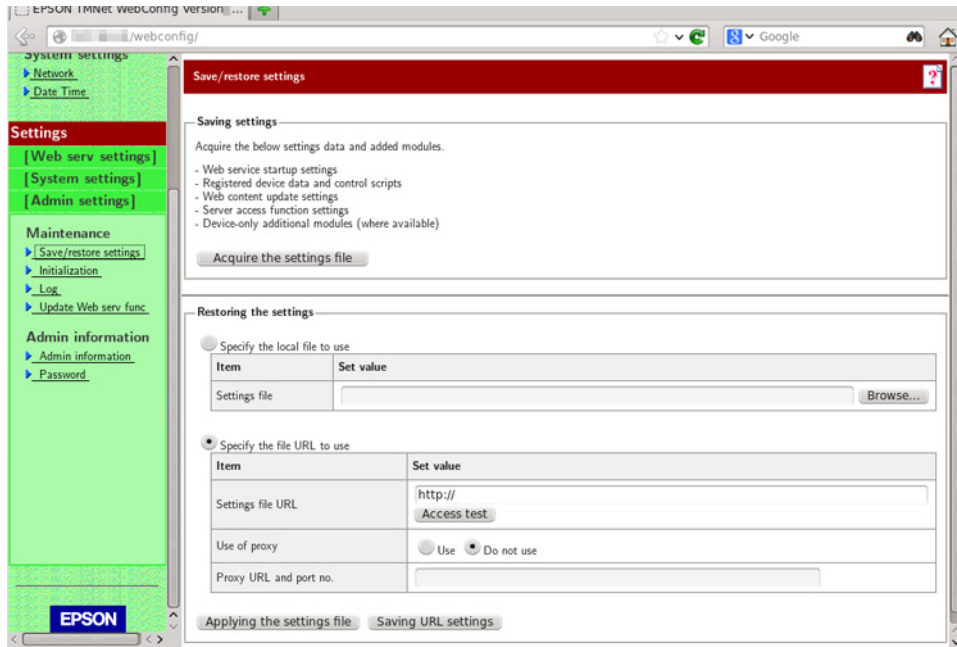 EPSON TMNet WebConfig Version ...
/webconfig/
Google
System settings
Network
Date Time
Settings
[Web serv settings]
[System settings]
[Admin settings]
Maintenance
Save/restore settings
Initialization
Log
Update Web serv func
Admin information
Admin information
Password
EPSON
Save/restore settings
?
Saving settings
Acquire the below settings data and added modules.
- Web service startup settings
- Registered device data and control scripts
- Web content update settings
- Server access function settings
- Device-only additional modules (where available)
Acquire the settings file
Restoring the settings
Specify the local file to use
Item Set value
Settings file Browse...
Specify the file URL to use
Item Set value
Settings file URL http://
Access test
Use of proxy Use Do not use
Proxy URL and port no.
Applying the settings file Saving URL settings